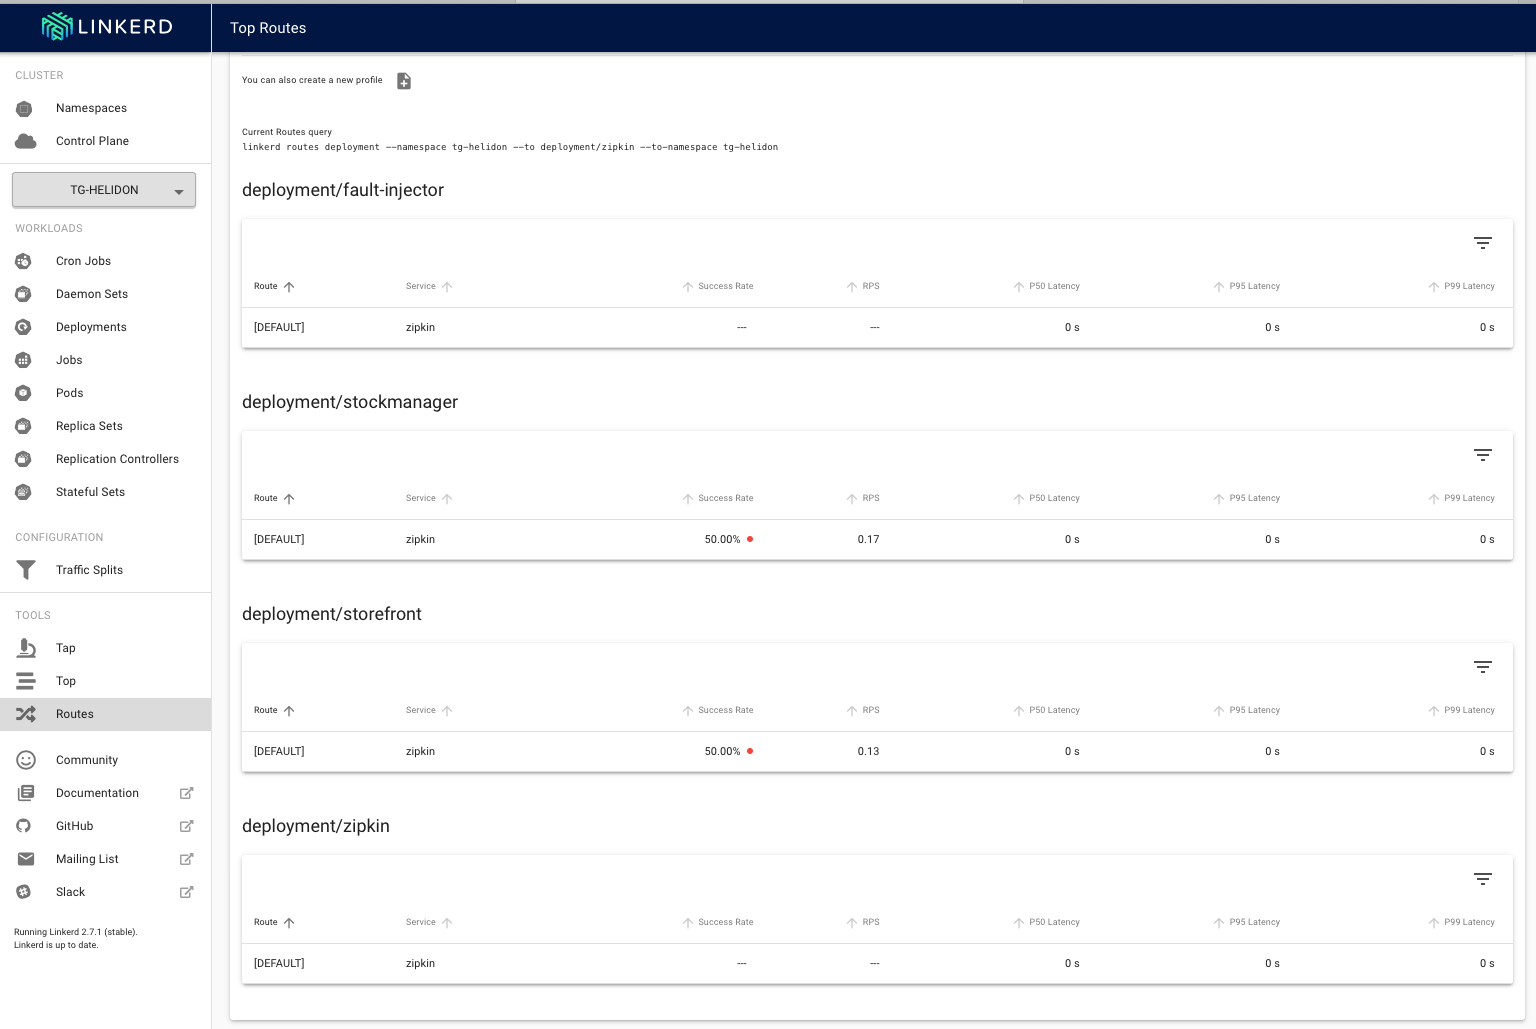 LINKERD
Top Routes
CLUSTER
Namespaces
Control Plane
TG-HELIDON
WORKLOADS
Cron Jobs
Daemon Sets
Deployments
Jobs
Pods
Replica Sets
Replication Controllers
Stateful Sets
CONFIGURATION
Traffic Splits
TOOLS
Tap
Top
Routes
Community
Documentation
GitHub
Mailing List
Slack
Running Linkerd 2.7.1 (stable).
Linkerd is up to date.
You can also create a new profile
Current Routes query
linkerd routes deployment --namespace tg-helidon --to deployment/zipkin --to-namespace tg-helidon
deployment/fault-injector
Route Service Success Rate RPS P50 Latency P95 Latency P99 Latency
[DEFAULT] zipkin --- --- 0 s 0 s 0 s
deployment/stockmanager
Route Service Success Rate RPS P50 Latency P95 Latency P99 Latency
[DEFAULT] zipkin 50.00% 0.17 0 s 0 s 0 s
deployment/storefront
Route Service Success Rate RPS P50 Latency P95 Latency P99 Latency
[DEFAULT] zipkin 50.00% 0.13 0 s 0 s 0 s
deployment/zipkin
Route Service Success Rate RPS P50 Latency P95 Latency P99 Latency
[DEFAULT] zipkin --- --- 0 s 0 s 0 s